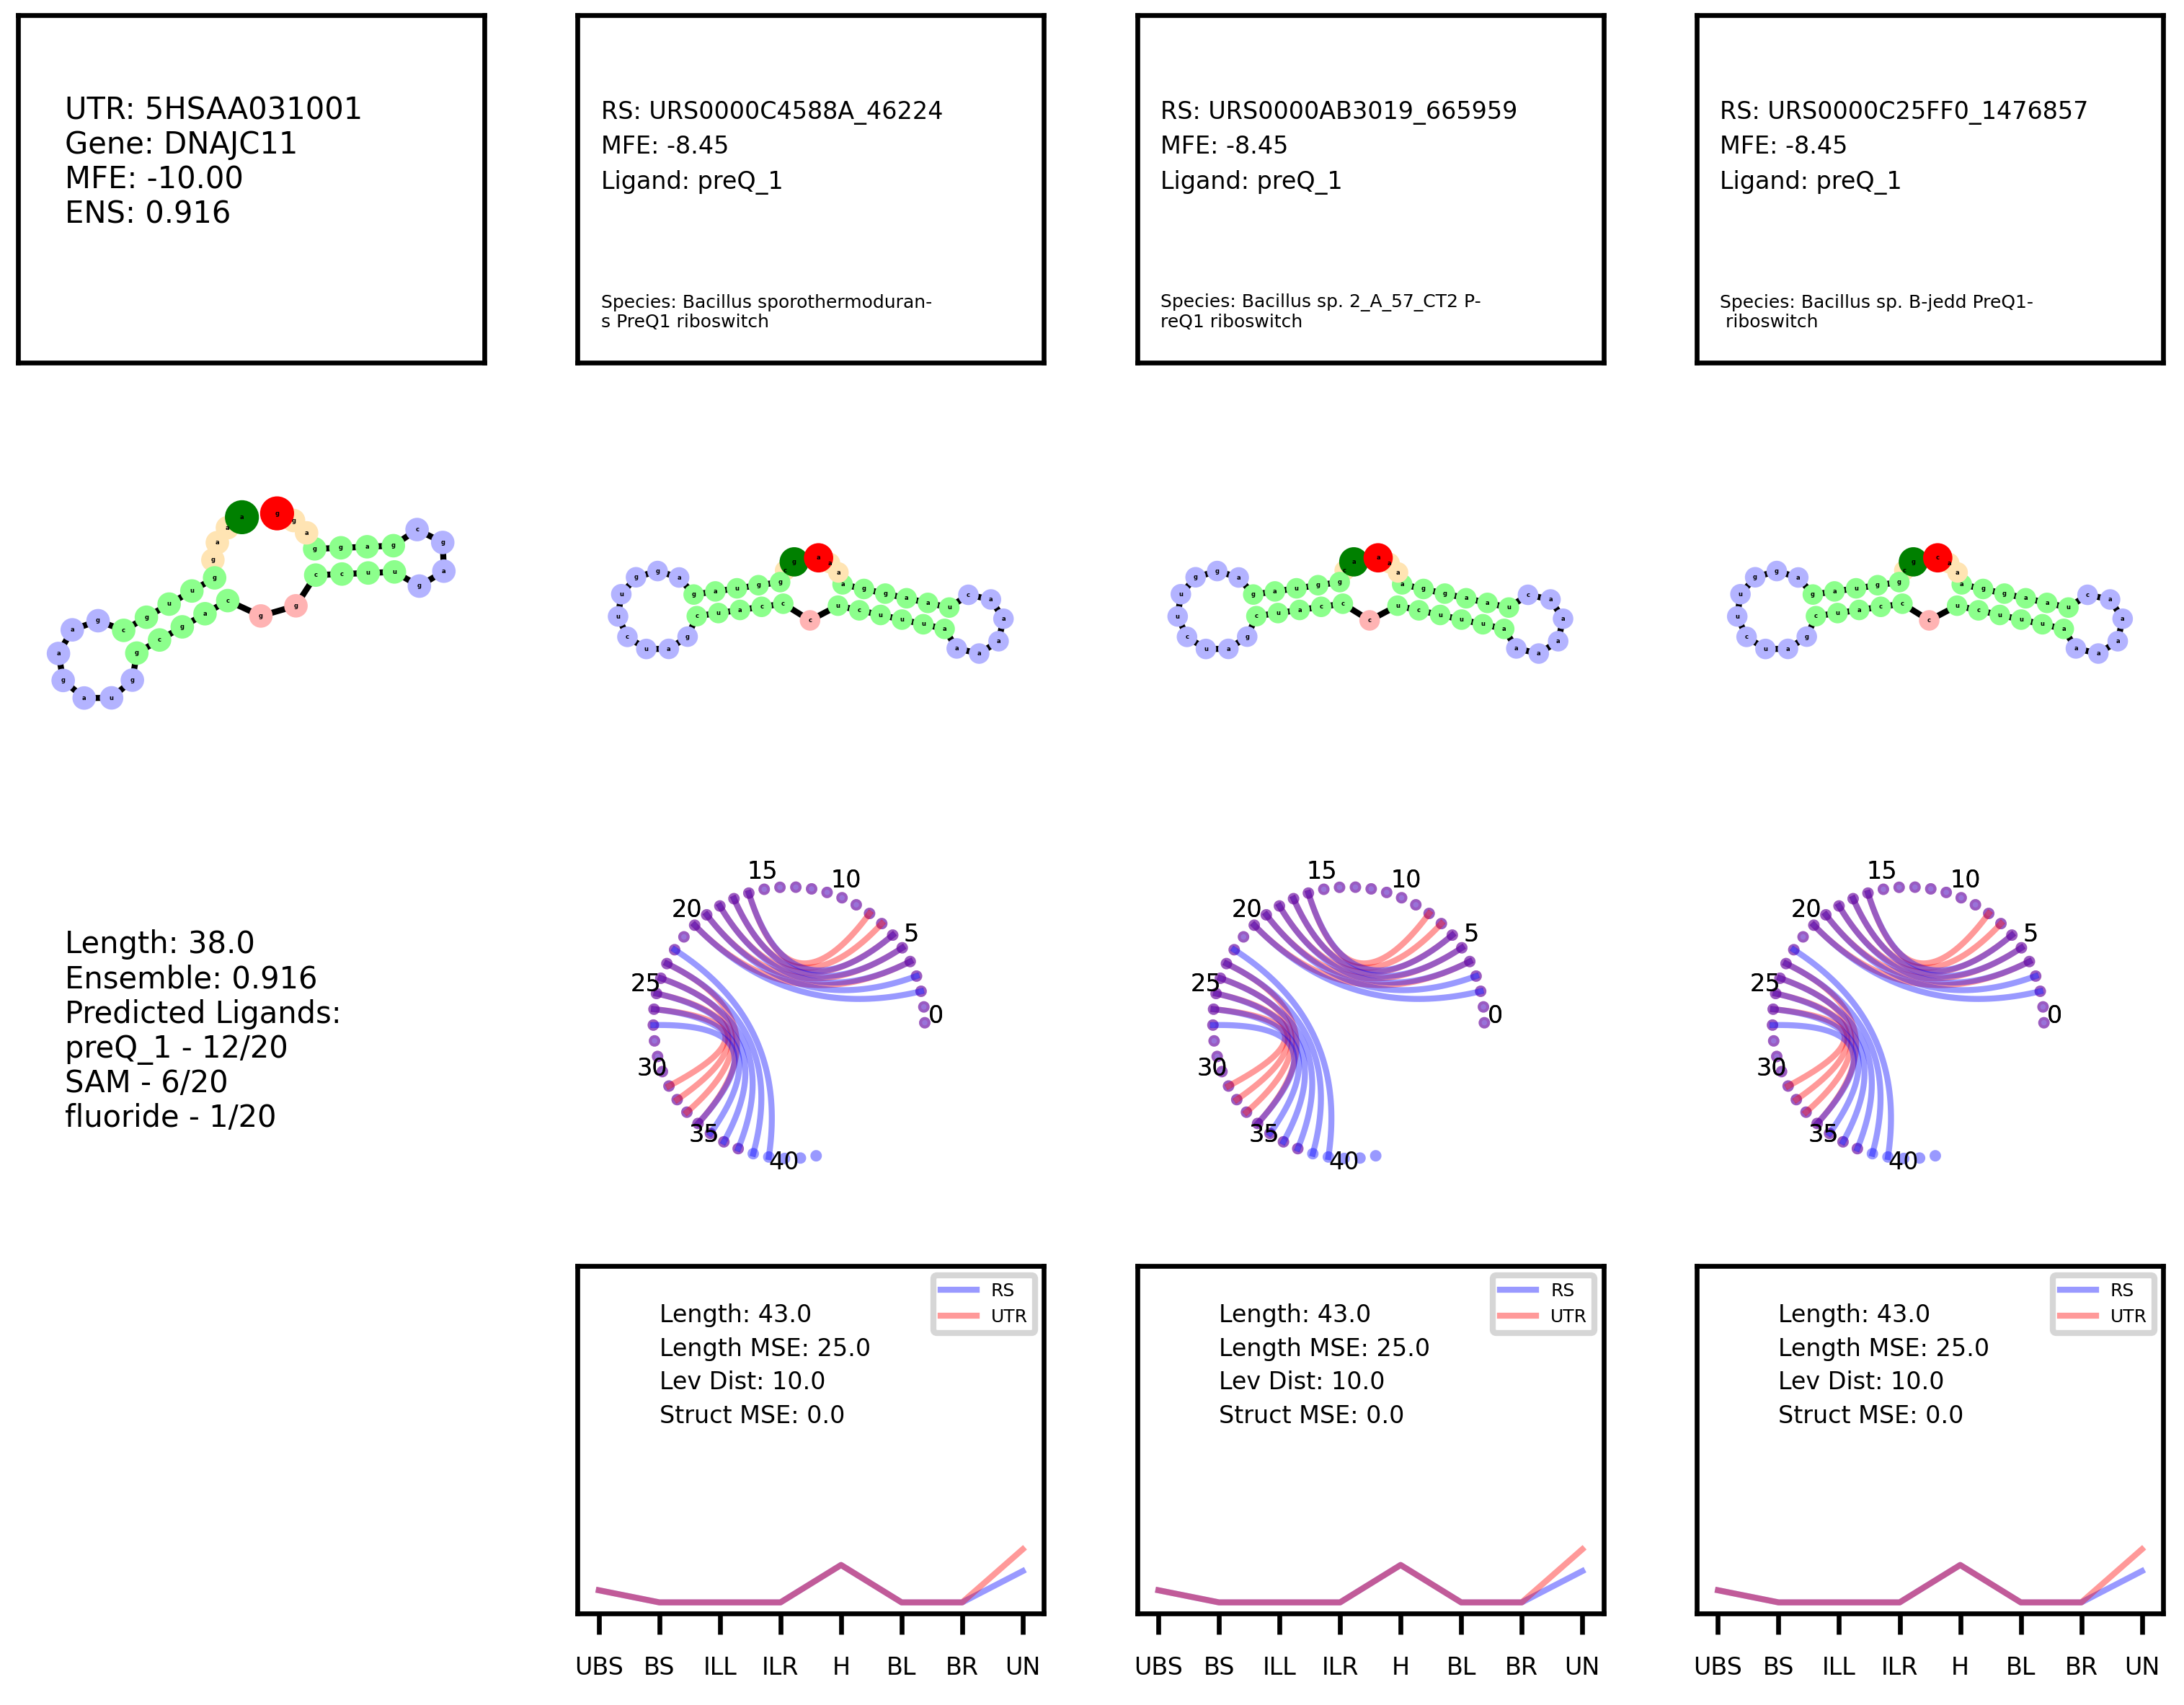 UTR: 5HSAA031001
Gene: DNAJC11
MFE: -10.00
ENS: 0.916
RS: URS0000C4588A_46224
MFE: -8.45
Ligand: preQ_1
Species: Bacillus sporothermoduran-
s PreQ1 riboswitch
RS: URS0000AB3019_665959
MFE: -8.45
Ligand: preQ_1
Species: Bacillus sp. 2_A_57_CT2 P-
reQ1 riboswitch
RS: URS0000C25FF0_1476857
MFE: -8.45
Ligand: preQ_1
Species: Bacillus sp. B-jedd PreQ1-
riboswitch
Length: 38.0
Ensemble: 0.916
Predicted Ligands:
preQ_1 - 12/20
SAM - 6/20
fluoride - 1/20
0
5
10
15
20
25
30
35
40
0
5
10
15
20
25
30
35
40
0
5
10
15
20
25
30
35
40
RS
UTR
Length: 43.0
Length MSE: 25.0
Lev Dist: 10.0
Struct MSE: 0.0
UBS BS ILL ILR H BL BR UN
RS
UTR
Length: 43.0
Length MSE: 25.0
Lev Dist: 10.0
Struct MSE: 0.0
UBS BS ILL ILR H BL BR UN
RS
UTR
Length: 43.0
Length MSE: 25.0
Lev Dist: 10.0
Struct MSE: 0.0
UBS BS ILL ILR H BL BR UN